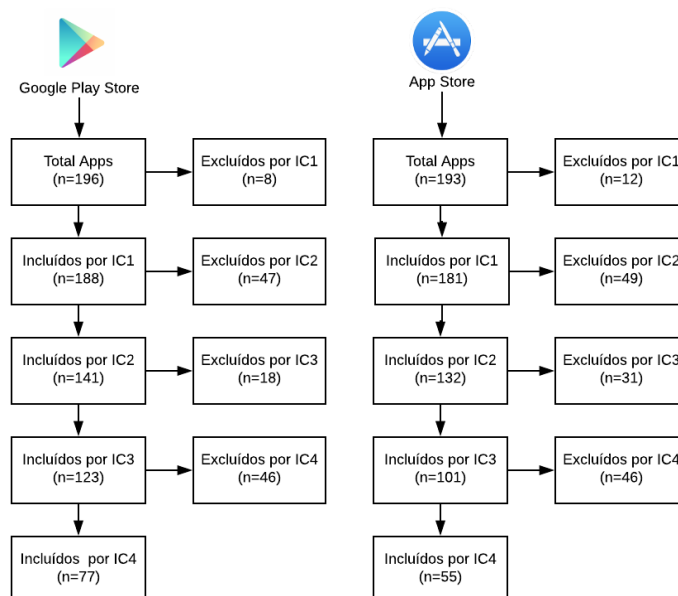 Google Play Store
Total Apps
(n=196)
Excluídos por IC1
(n=8)
Incluídos por IC1
(n=188)
Excluídos por IC2
(n=47)
Incluídos por IC2
(n=141)
Excluídos por IC3
(n=18)
Incluídos por IC3
(n=123)
Excluídos por IC4
(n=46)
Incluídos por IC4
(n=77)
App Store
Total Apps
(n=193)
Excluídos por IC1
(n=12)
Incluídos por IC1
(n=181)
Excluídos por IC2
(n=49)
Incluídos por IC2
(n=132)
Excluídos por IC3
(n=31)
Incluídos por IC3
(n=101)
Excluídos por IC4
(n=46)
Incluídos por IC4
(n=55)